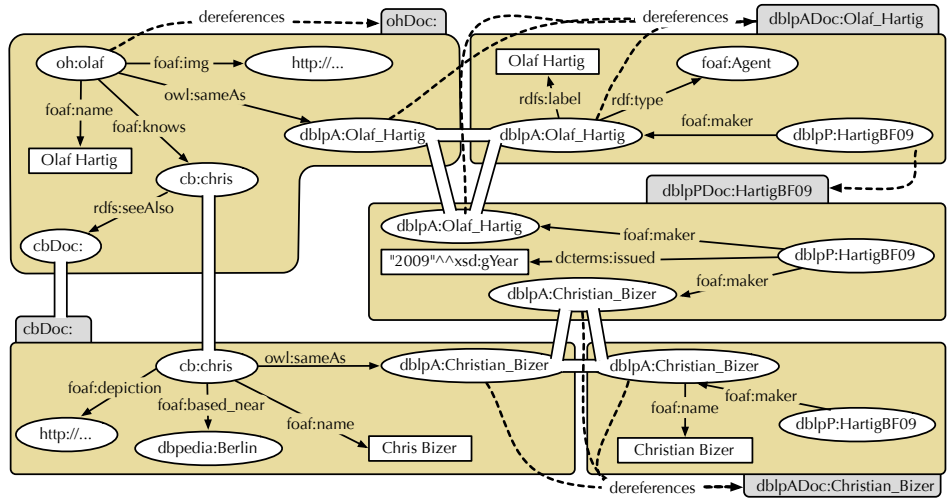 dereferences
ohDoc:
dereferences
dblpADoc:Olaf_Hartig
oh:olaf
foaf:img
http://...
owl:sameAs
foaf:name
foaf:knows
Olaf Hartig
dblpA:Olaf_Hartig
cb:chris
rdfs:seeAlso
cbDoc:
Olaf Hartig
foaf:Agent
rdfs:label
rdf:type
dblpA:Olaf_Hartig
foaf:maker
dblpP:HartigBF09
dblpPDoc:HartigBF09
dblpA:Olaf_Hartig
foaf:maker
"2009"^^xsd:gYear
dcterms:issued
dblpP:HartigBF09
foaf:maker
dblpA:Christian_Bizer
cbDoc:
cb:chris
owl:sameAs
dblpA:Christian_Bizer
foaf:depiction
foaf:based_near
foaf:name
http://...
dbpedia:Berlin
Chris Bizer
dblpA:Christian_Bizer
foaf:name
foaf:maker
dblpP:HartigBF09
Christian Bizer
dereferences
dblpADoc:Christian_Bizer